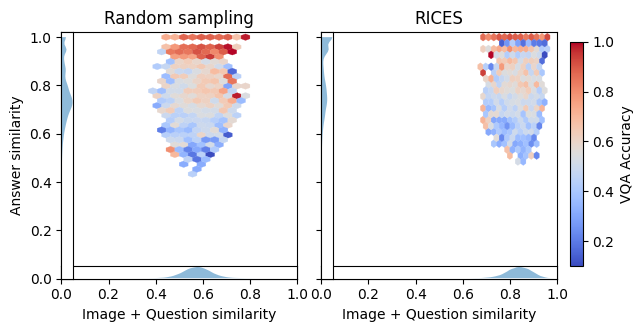 Random sampling
RICES
1.0
0.8
0.6
0.4
0.2
0.0
Answer similarity
0.0 0.2 0.4 0.6 0.8 1.0
0.0 0.2 0.4 0.6 0.8 1.0
Image + Question similarity
Image + Question similarity
1.0
0.8
0.6
0.4
0.2
VQA Accuracy